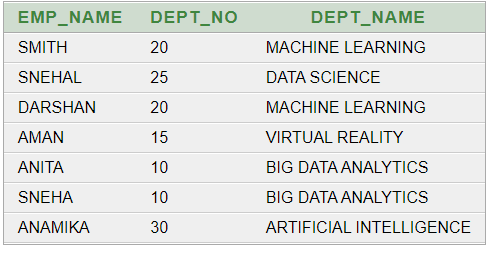 EMP_NAME DEPT_NO DEPT_NAME
SMITH 20 MACHINE LEARNING
SNEHAL 25 DATA SCIENCE
DARSHAN 20 MACHINE LEARNING
AMAN 15 VIRTUAL REALITY
ANITA 10 BIG DATA ANALYTICS
SNEHA 10 BIG DATA ANALYTICS
ANAMIKA 30 ARTIFICIAL INTELLIGENCE